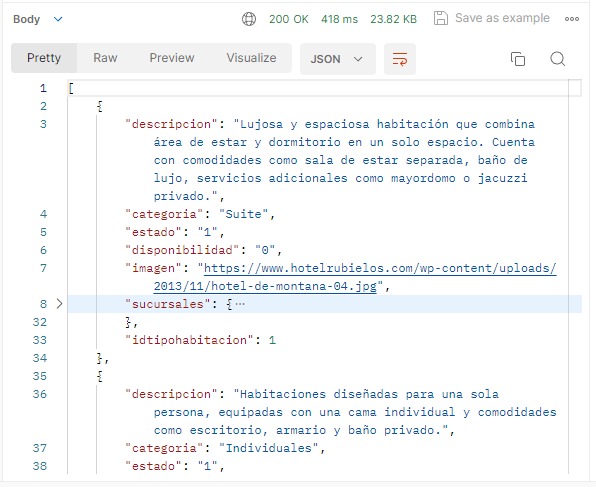 Body 200 OK 418 ms 23.82 KB Save as example
Pretty Raw Preview Visualize JSON
1 [
2 {
3 "descripcion": "Lujosa y espaciosa habitación que combina
área de estar y dormitorio en un solo espacio. Cuenta
con comodidades como sala de estar separada, baño de
lujo, servicios adicionales como mayordomo o jacuzzi
privado.",
4 "categoria": "Suite",
5 "estado": "1",
6 "disponibilidad": "0",
7 "imagen": "https://www.hotelrubielos.com/wp-content/uploads/
2013/11/hotel-de-montana-04.jpg",
8 "sucursales": {…
32 },
33 "idtipohabitacion": 1
34 },
35 {
36 "descripcion": "Habitaciones diseñadas para una sola
persona, equipadas con una cama individual y comodidades
como escritorio, armario y baño privado.",
37 "categoria": "Individuales",
38 "estado": "1",